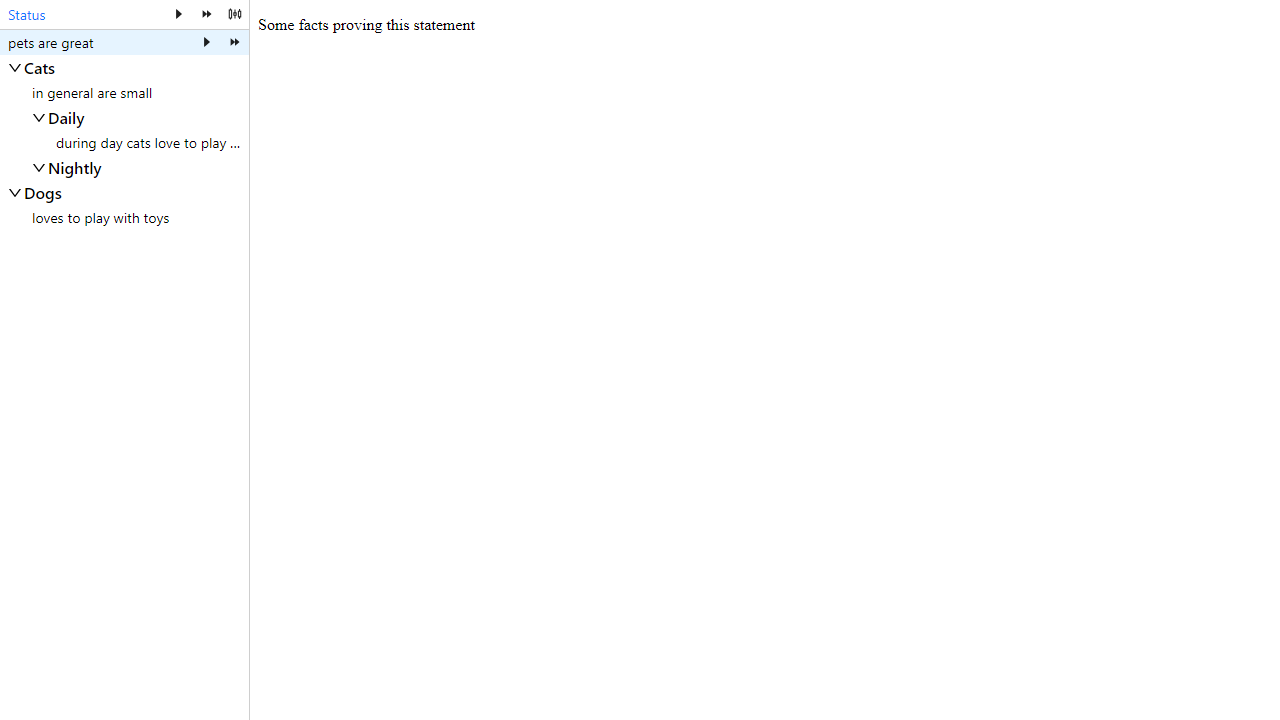 Status
pets are great
Cats
in general are small
Daily
during day cats love to play ...
Nightly
Dogs
loves to play with toys
Some facts proving this statement